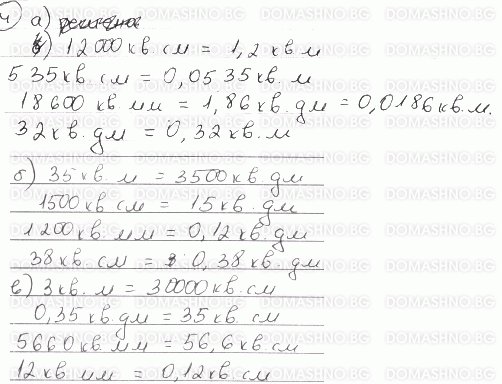 4) а)
б) 12 000 кв см = 1,2 кв. м
535 кв. см = 0,0535 кв. м
18600 кв. мм = 1,86 кв. дм = 0,0186 кв. м.
32 кв. дм = 0,32 кв. м
б) 35 кв. м = 3500 кв. дм
1500 кв см = 15 кв. дм
1200 кв. мм = 0,12 кв. дм
38 кв см = 0,38 кв. дм
в) 3 кв. м = 30000 кв. см
0,35 кв. дм = 35 кв. см
5660 кв. мм = 56,6 кв. см
12 кв. мм = 0,12 кв. см
DOMASHNO.BG